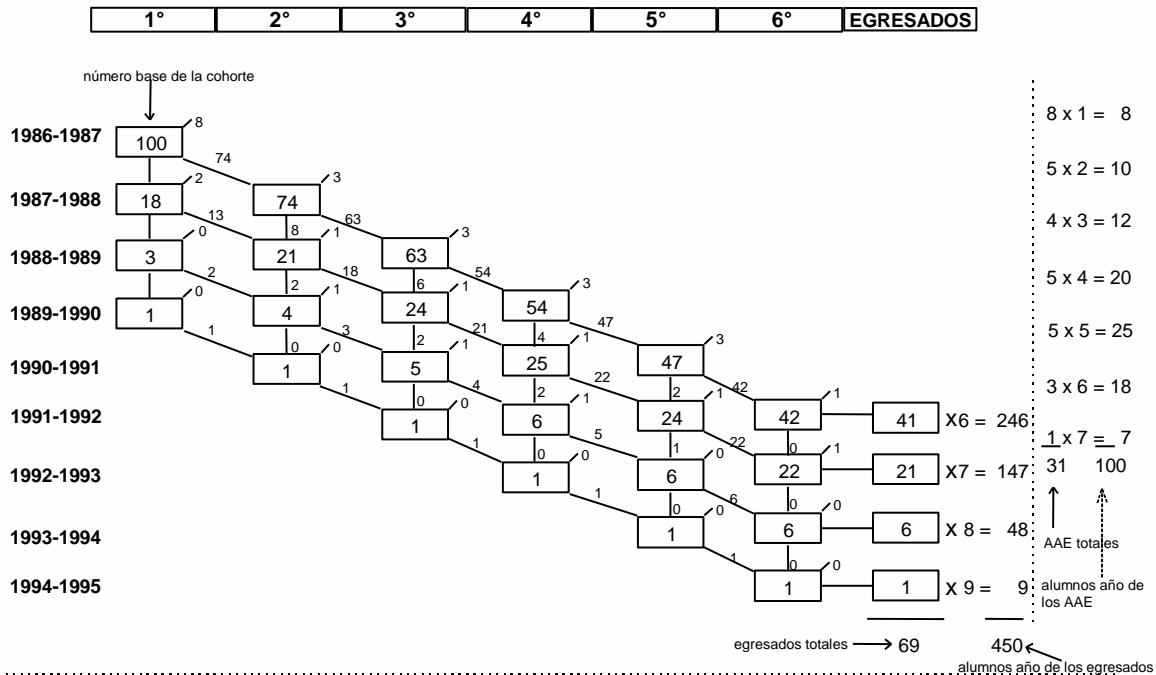 1° 2° 3° 4° 5° 6° EGRESADOS
número base de la cohorte
8 x 1 = 8
8
1986-1987 100
74
5 x 2 = 10
2 3
1987-1988 18 74
13 8 63
4 x 3 = 12
0 1 3
1988-1989 3 21 63
2 2 18 6 54
5 x 4 = 20
0 1 1 3
1989-1990 1 4 24 54
1 0 3 2 21 4 47
5 x 5 = 25
0 1 1 3
1990-1991 1 5 25 47
1 0 4 2 22 2 42
3 x 6 = 18
0 1 1 1
1991-1992 1 6 24 42 41 X6 = 246
1 0 5 1 22 0
1 x 7 = 7
0 0 1
1992-1993 1 6 22 21 X7 = 147
31 100
1 0 6 0
0 0
1993-1994 1 6 6 X 8 = 48
AAE totales
1 0
0
1994-1995 1 1 X 9 = 9
alumnos año de
los AAE
egresados totales 69 450
alumnos año de los egresados